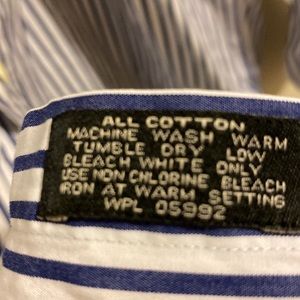 ALL COTTON
MACHINE WASH WARM
TUMBLE DRY LOW
BLEACH WHITE ONLY
USE NON CHLORINE BLEACH
IRON AT WARM SETTING
WPL 05992